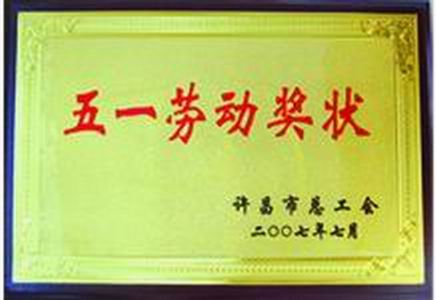 五一劳动奖状
许昌市总工会
二〇〇七年七月